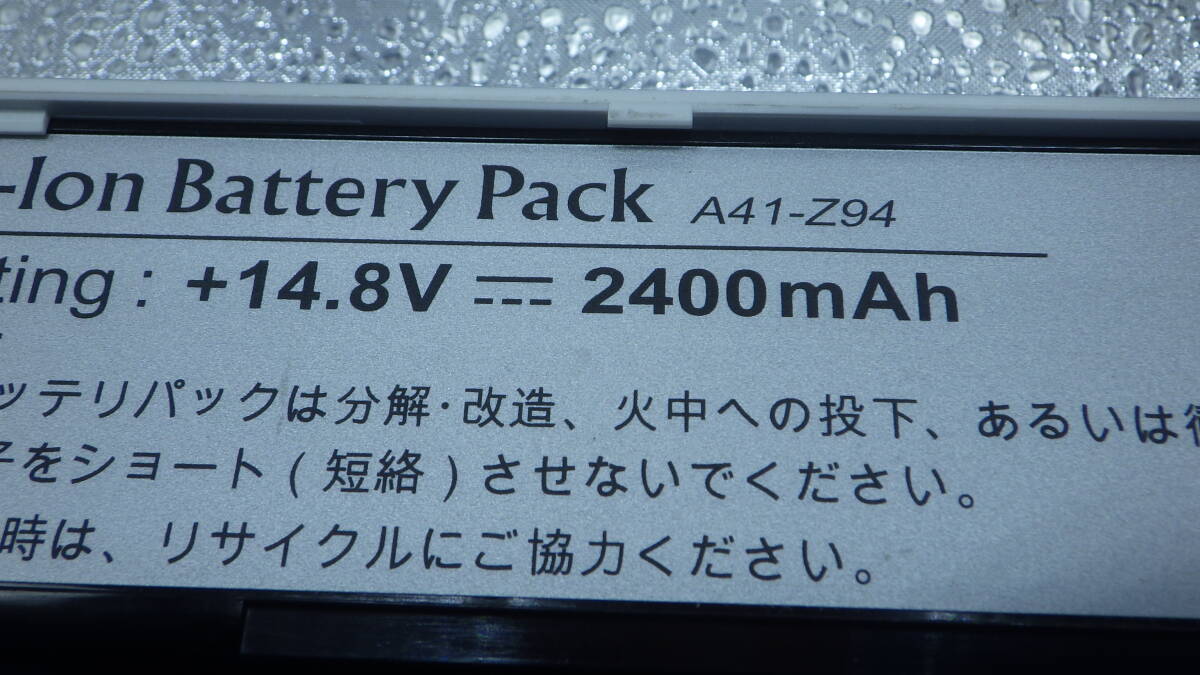 -Ion Battery Pack A41-Z94
ting : +14.8V 2400mAh
ッテリパックは分解·改造、火中への投下、あるいは
をショート(短絡)させないでください。
時は、リサイクルにご協力ください。